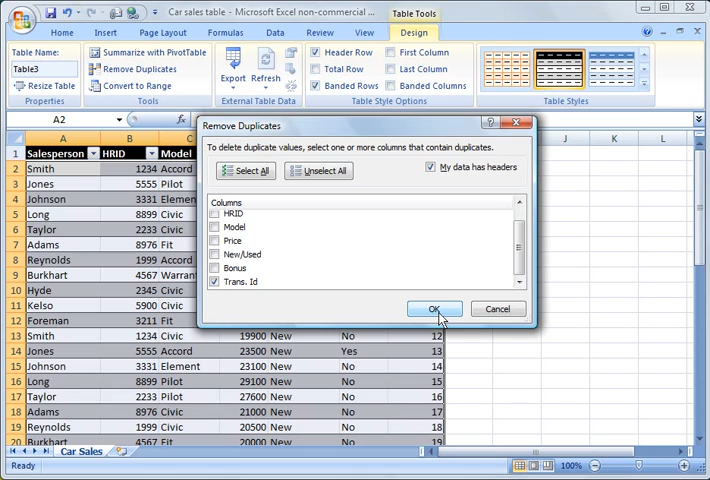 Car sales table - Microsoft Excel non-commercial ...
Table Tools
Home Insert Page Layout Formulas Data Review View Design
Table Name:
Table3
Resize Table
Properties
Summarize with PivotTable
Remove Duplicates
Convert to Range
Tools
Export Refresh
External Table Data
Header Row First Column
Total Row Last Column
Banded Rows Banded Columns
Table Style Options
Table Styles
A2 fx
Remove Duplicates
To delete duplicate values, select one or more columns that contain duplicates.
Select All Unselect All My data has headers
Columns
HRID
Model
Price
New/Used
Bonus
Trans. Id
OK Cancel
A B C J K L
1 Salesperson HRID Model
2 Smith 1234 Accord
3 Jones 5555 Pilot
4 Johnson 3331 Element
5 Long 8899 Civic
6 Taylor 2233 Civic
7 Adams 8976 Fit
8 Reynolds 1999 Accord
9 Burkhart 4567 Warran
10 Hyde 2345 Civic
11 Kelso 5900 Civic
12 Foreman 3211 Fit
13 Smith 1234 Civic 19900 New No 12
14 Jones 5555 Accord 23500 New Yes 13
15 Johnson 3331 Element 23100 New No 14
16 Long 8899 Pilot 29100 New No 15
17 Taylor 2233 Pilot 27600 New No 16
18 Adams 8976 Civic 21000 New No 17
19 Reynolds 1999 Civic 20500 New No 18
20 Burkhart 4567 Fit 20000 New No 19
Car Sales
Ready 100%